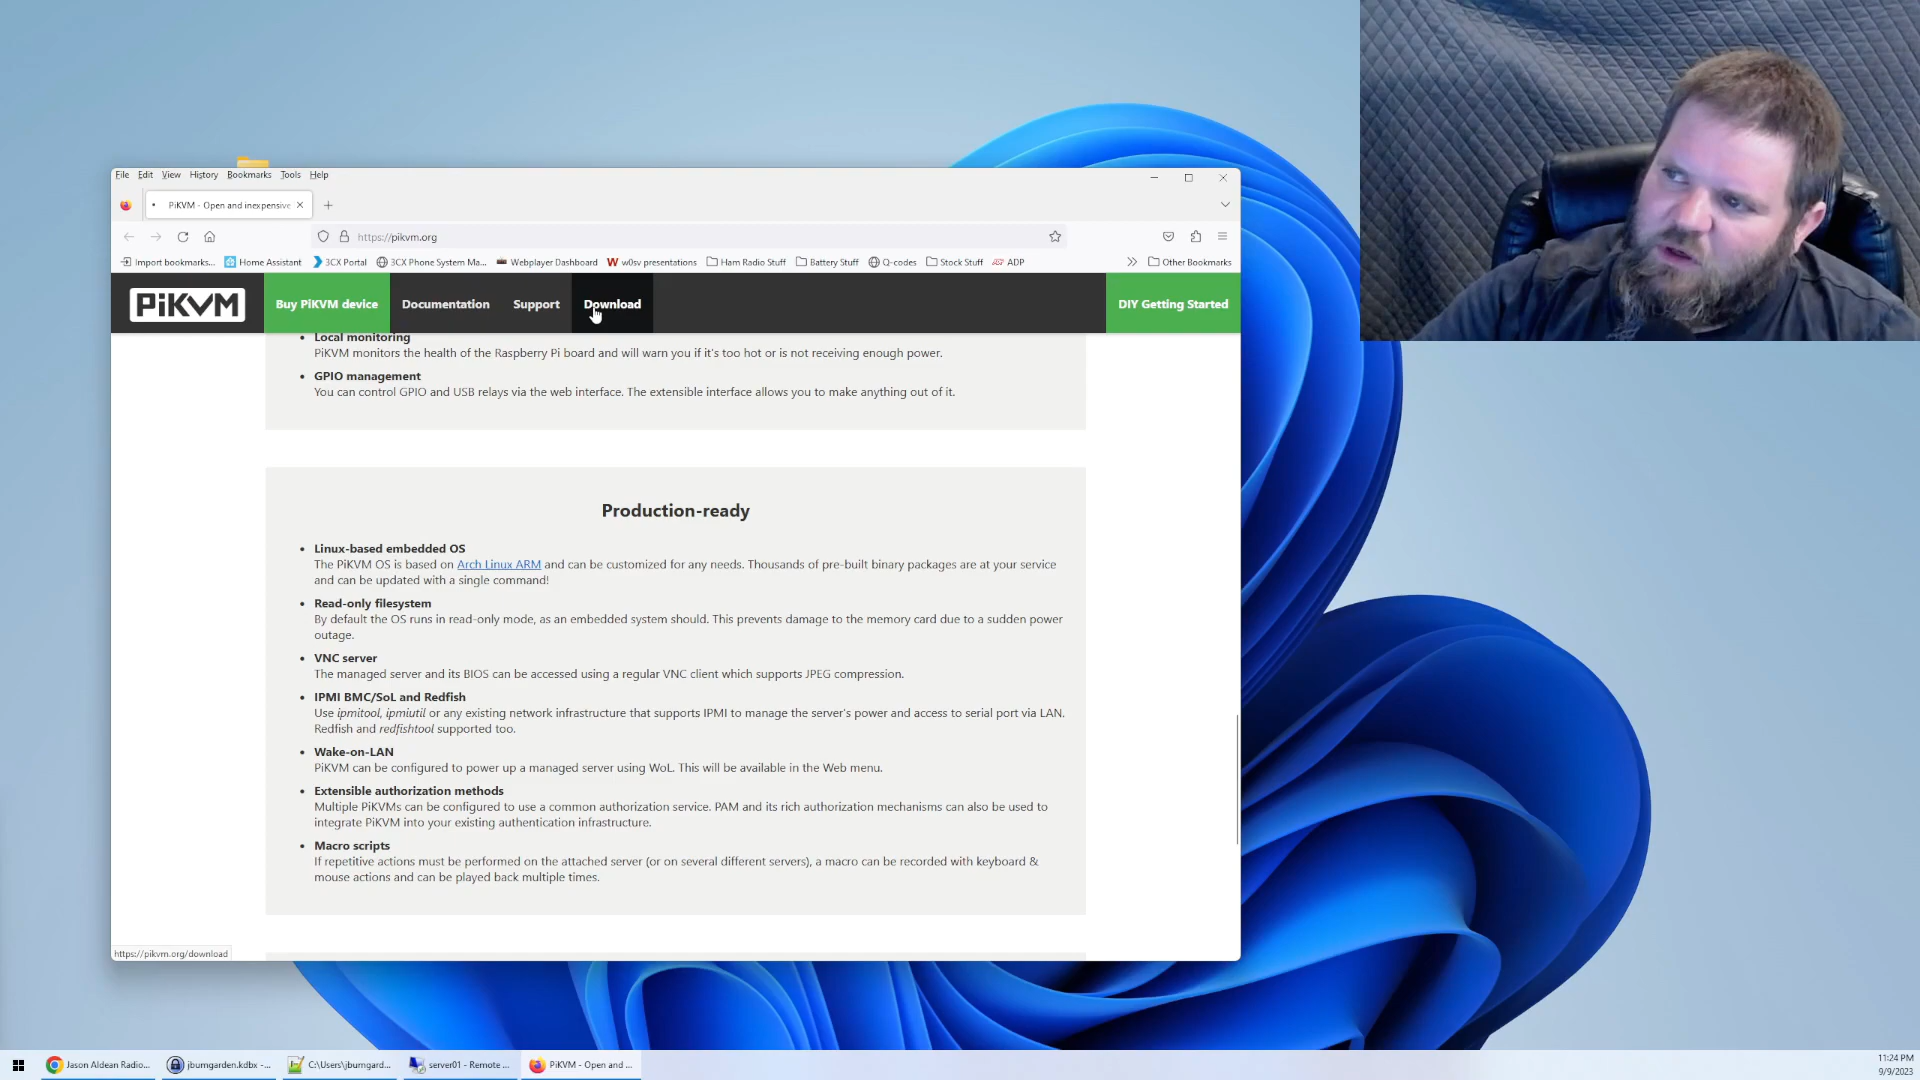 File Edit View History Bookmarks Tools Help
PiKVM - Open and inexpensive
https://pikvm.org
Import bookmarks... Home Assistant 3CX Portal 3CX Phone System Ma... Webplayer Dashboard w0sv presentations Ham Radio Stuff Battery Stuff Q-codes Stock Stuff ADP Other Bookmarks
PiKVM Buy PiKVM device Documentation Support Download DIY Getting Started
Local monitoring
PiKVM monitors the health of the Raspberry Pi board and will warn you if it's too hot or is not receiving enough power.
GPIO management
You can control GPIO and USB relays via the web interface. The extensible interface allows you to make anything out of it.
Production-ready
Linux-based embedded OS
The PiKVM OS is based on Arch Linux ARM and can be customized for any needs. Thousands of pre-built binary packages are at your service
and can be updated with a single command!
Read-only filesystem
By default the OS runs in read-only mode, as an embedded system should. This prevents damage to the memory card due to a sudden power
outage.
VNC server
The managed server and its BIOS can be accessed using a regular VNC client which supports JPEG compression.
IPMI BMC/SoL and Redfish
Use ipmitool, ipmiutil or any existing network infrastructure that supports IPMI to manage the server's power and access to serial port via LAN.
Redfish and redfishtool supported too.
Wake-on-LAN
PiKVM can be configured to power up a managed server using WoL. This will be available in the Web menu.
Extensible authorization methods
Multiple PiKVMs can be configured to use a common authorization service. PAM and its rich authorization mechanisms can also be used to
integrate PiKVM into your existing authentication infrastructure.
Macro scripts
If repetitive actions must be performed on the attached server (or on several different servers), a macro can be recorded with keyboard &
mouse actions and can be played back multiple times.
https://pikvm.org/download
Jason Aldean Radio... jbumgarden.kdbx -... C:\Users\jbumgard... server01 - Remote ... PiKVM - Open and ...
11:24 PM
9/9/2023